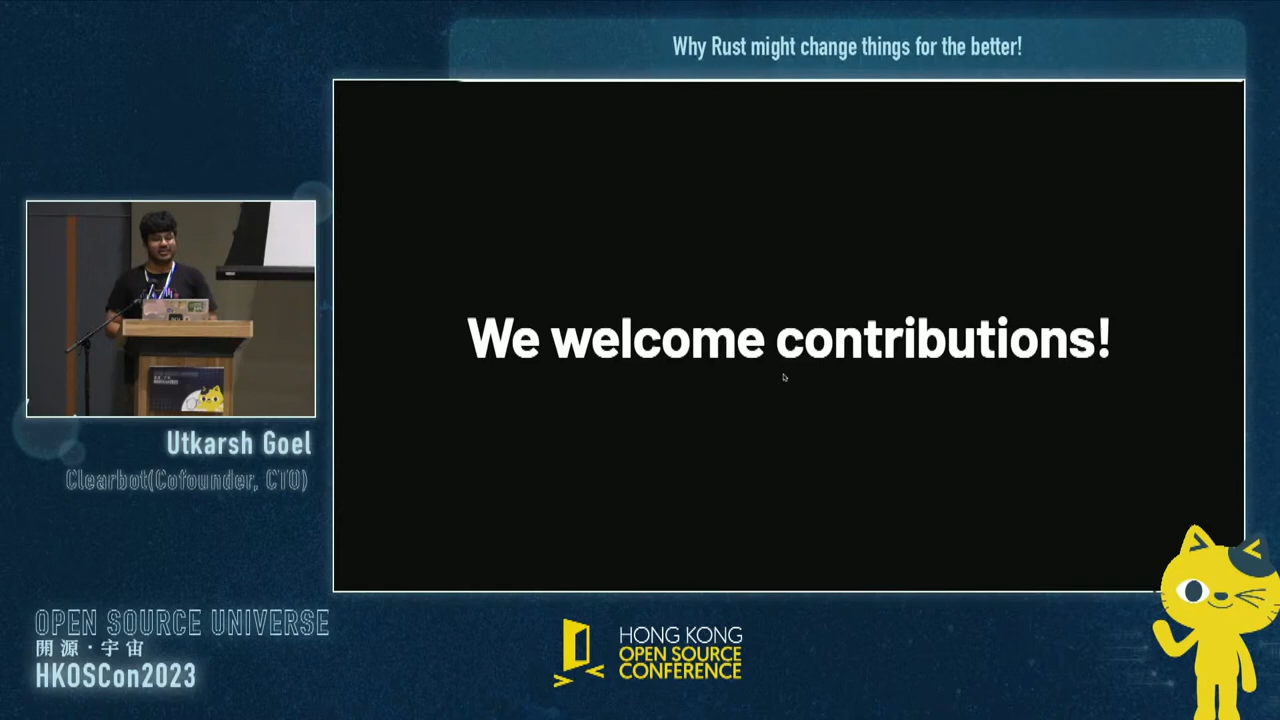 Why Rust might change things for the better!
We welcome contributions!
Utkarsh Goel
Clearbot(Cofounder, CTO)
OPEN SOURCE UNIVERSE
開源·宇宙
HKOSCon2023
HONG KONG
OPEN SOURCE
CONFERENCE